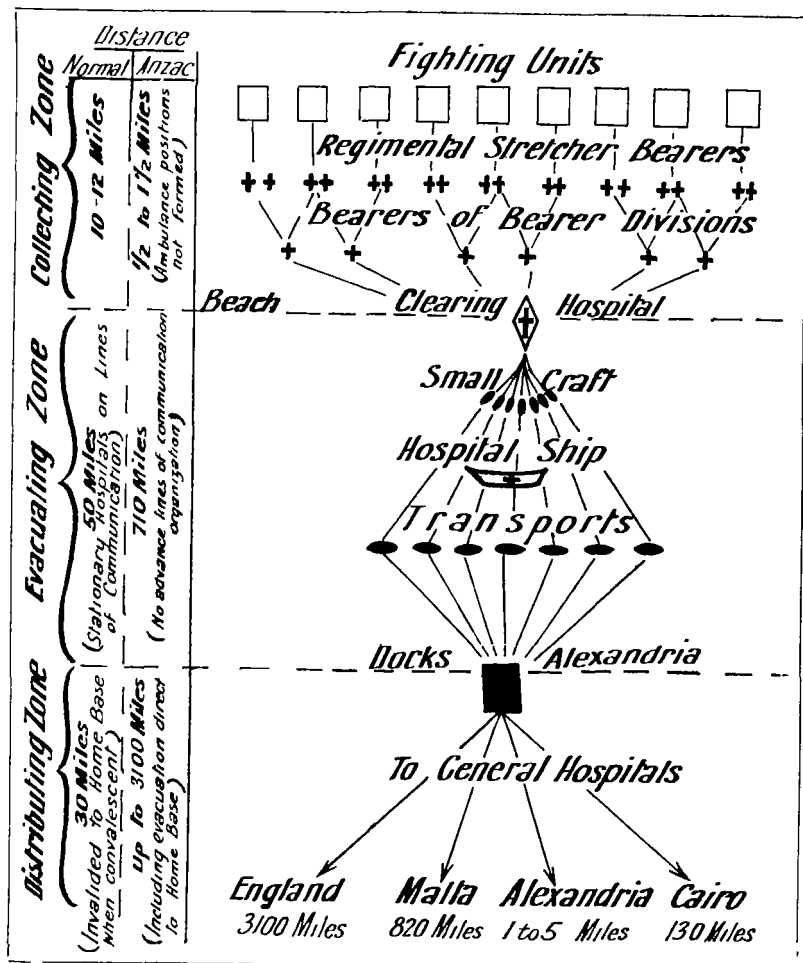 Distance
Normal
Anzac
Collecting Zone
10-12 Miles
1/2 to 1 1/2 Miles
(Ambulance positions
not formed)
Evacuating Zone
50 Miles
(Stationary Hospitals on Lines
of Communication)
710 Miles
(No advance lines of communication
organization)
Distributing Zone
30 Miles
(Invalided to Home Base
when convalescent)
Up to 3100 Miles
(Including evacuation direct
to Home Base)
Fighting Units
Regimental Stretcher Bearers
Bearers of Bearer Divisions
Beach Clearing Hospital
Small Craft
Hospital Ship
Transports
Docks Alexandria
To General Hospitals
England Malta Alexandria Cairo
3100 Miles 820 Miles 1 to 5 Miles 130 Miles